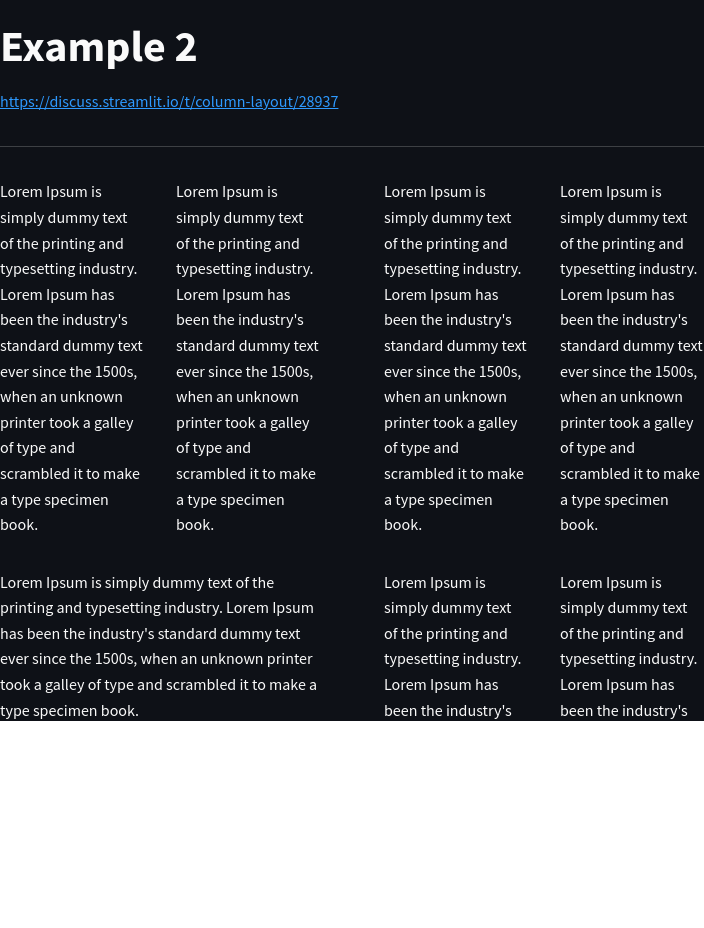 Example 2
https://discuss.streamlit.io/t/column-layout/28937
Lorem Ipsum is
simply dummy text
of the printing and
typesetting industry.
Lorem Ipsum has
been the industry's
standard dummy text
ever since the 1500s,
when an unknown
printer took a galley
of type and
scrambled it to make
a type specimen
book.
Lorem Ipsum is
simply dummy text
of the printing and
typesetting industry.
Lorem Ipsum has
been the industry's
standard dummy text
ever since the 1500s,
when an unknown
printer took a galley
of type and
scrambled it to make
a type specimen
book.
Lorem Ipsum is
simply dummy text
of the printing and
typesetting industry.
Lorem Ipsum has
been the industry's
standard dummy text
ever since the 1500s,
when an unknown
printer took a galley
of type and
scrambled it to make
a type specimen
book.
Lorem Ipsum is
simply dummy text
of the printing and
typesetting industry.
Lorem Ipsum has
been the industry's
standard dummy text
ever since the 1500s,
when an unknown
printer took a galley
of type and
scrambled it to make
a type specimen
book.
Lorem Ipsum is simply dummy text of the
printing and typesetting industry. Lorem Ipsum
has been the industry's standard dummy text
ever since the 1500s, when an unknown printer
took a galley of type and scrambled it to make a
type specimen book.
Lorem Ipsum is
simply dummy text
of the printing and
typesetting industry.
Lorem Ipsum has
been the industry's
Lorem Ipsum is
simply dummy text
of the printing and
typesetting industry.
Lorem Ipsum has
been the industry's